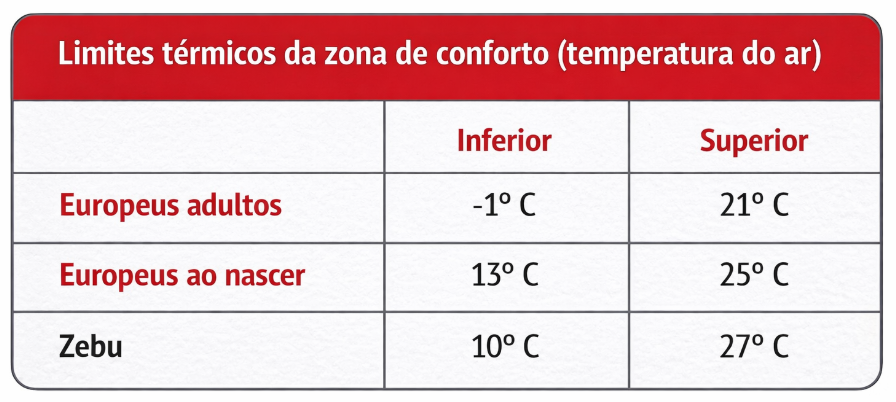 Limites térmicos da zona de conforto (temperatura do ar)
Inferior Superior
Europeus adultos -1º C 21º C
Europeus ao nascer 13º C 25º C
Zebu 10º C 27º C